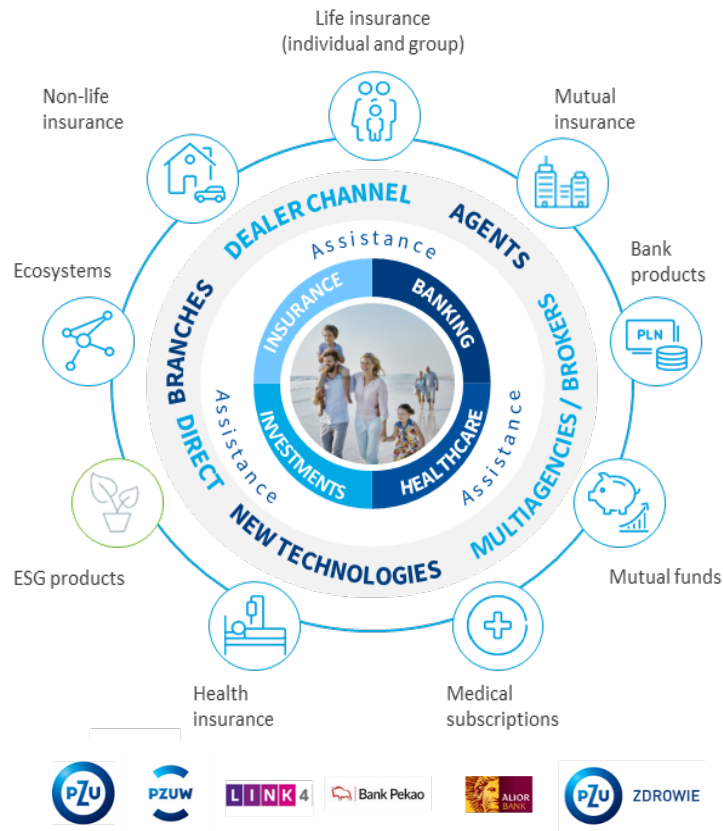 Life insurance
(individual and group)
Non-life
insurance
Mutual
insurance
DEALER CHANNEL
AGENTS
Assistance
Ecosystems
Bank
products
BRANCHES
INSURANCE
BANKING
PLN
MULTIAGENCIES / BROKERS
Assistance
Assistance
DIRECT
INVESTMENTS
HEALTHCARE
NEW TECHNOLOGIES
ESG products
Mutual funds
Health
insurance
Medical
subscriptions
PZU
PZUW
LINK4
Bank Pekao
ALIOR
BANK
PZU
ZDROWIE